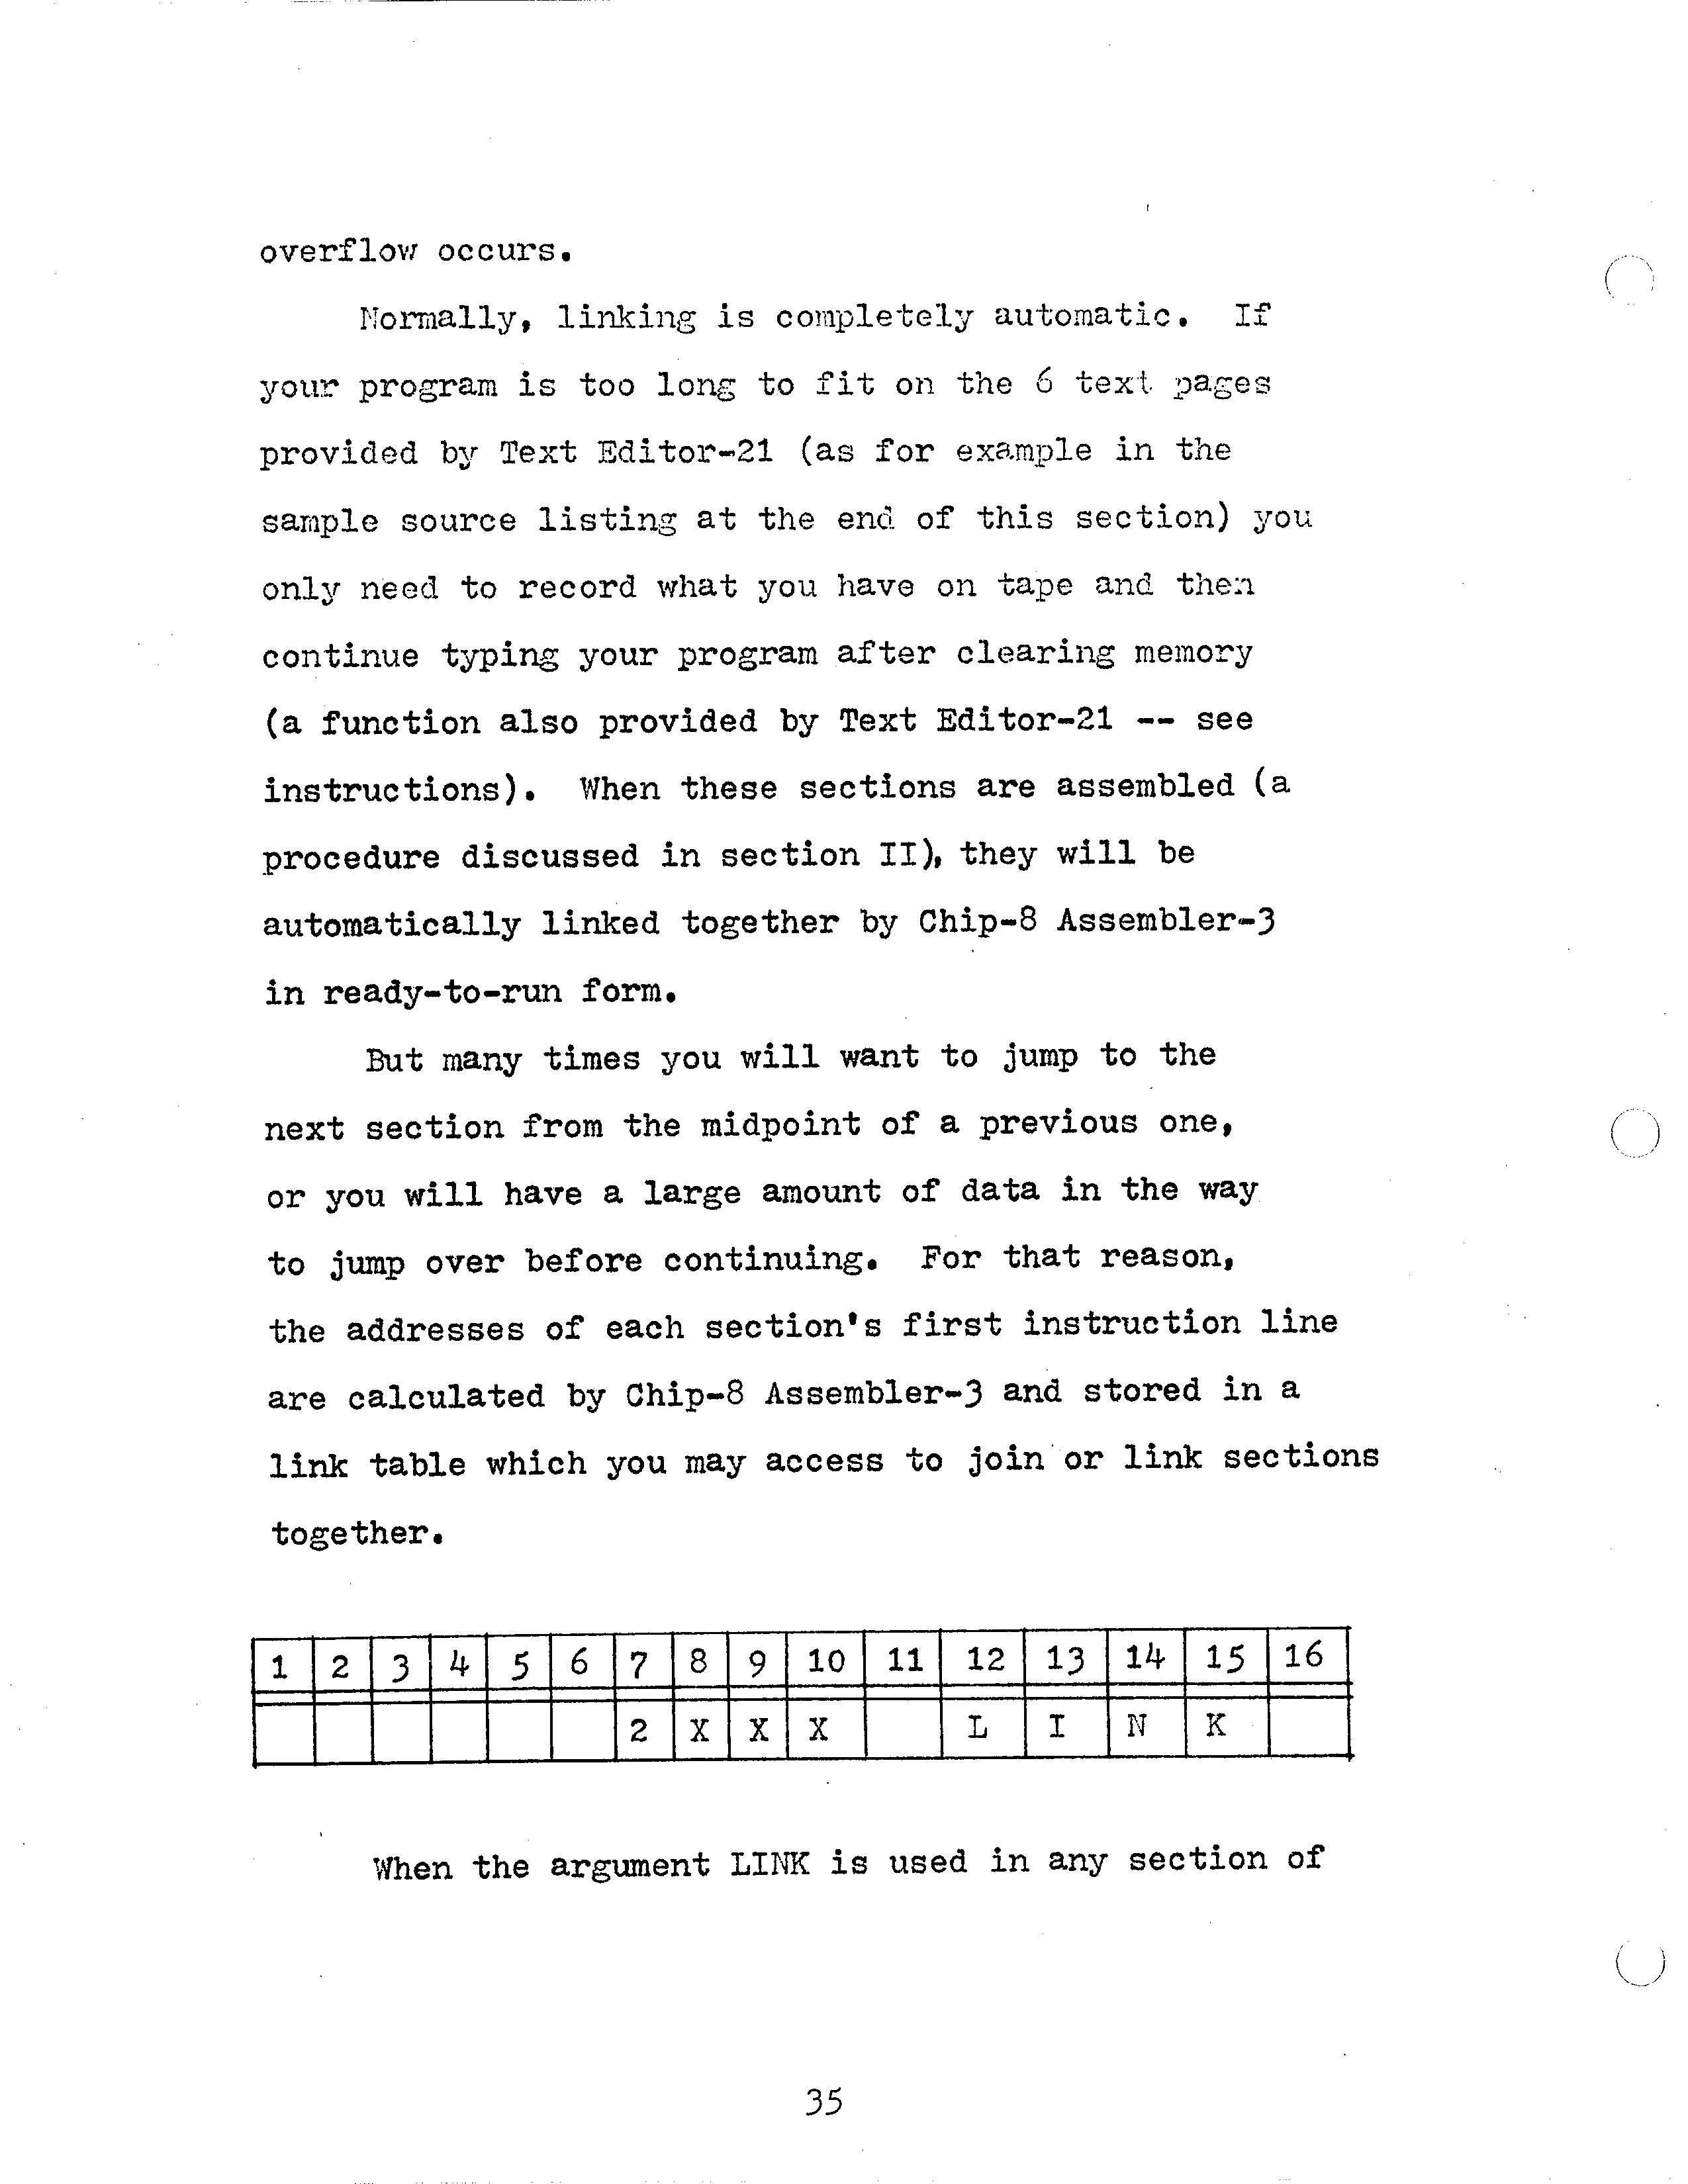 overflow occurs.
Normally, linking is completely automatic. If
your program is too long to fit on the 6 text pages
provided by Text Editor-21 (as for example in the
sample source listing at the end of this section) you
only need to record what you have on tape and then
continue typing your program after clearing memory
(a function also provided by Text Editor-21 -- see
instructions). When these sections are assembled (a
procedure discussed in section II), they will be
automatically linked together by Chip-8 Assembler-3
in ready-to-run form.
But many times you will want to jump to the
next section from the midpoint of a previous one,
or you will have a large amount of data in the way
to jump over before continuing. For that reason,
the addresses of each section's first instruction line
are calculated by Chip-8 Assembler-3 and stored in a
link table which you may access to join or link sections
together.
1 2 3 4 5 6 7 8 9 10 11 12 13 14 15 16
2 X X X L I N K
When the argument LINK is used in any section of
35